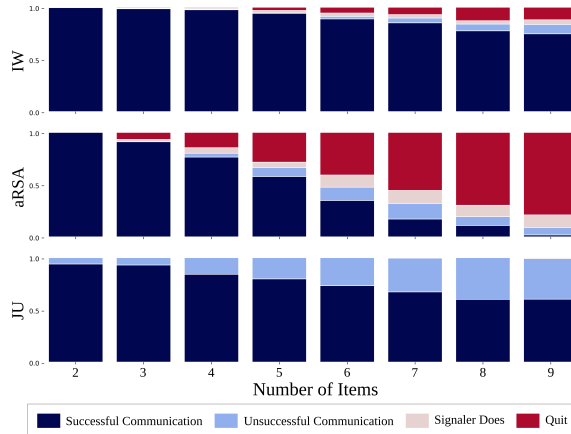 1.0
0.5
0.0
IW
1.0
0.5
0.0
aRSA
1.0
0.5
0.0
JU
2 3 4 5 6 7 8 9
Number of Items
Successful Communication Unsuccessful Communication Signaler Does Quit